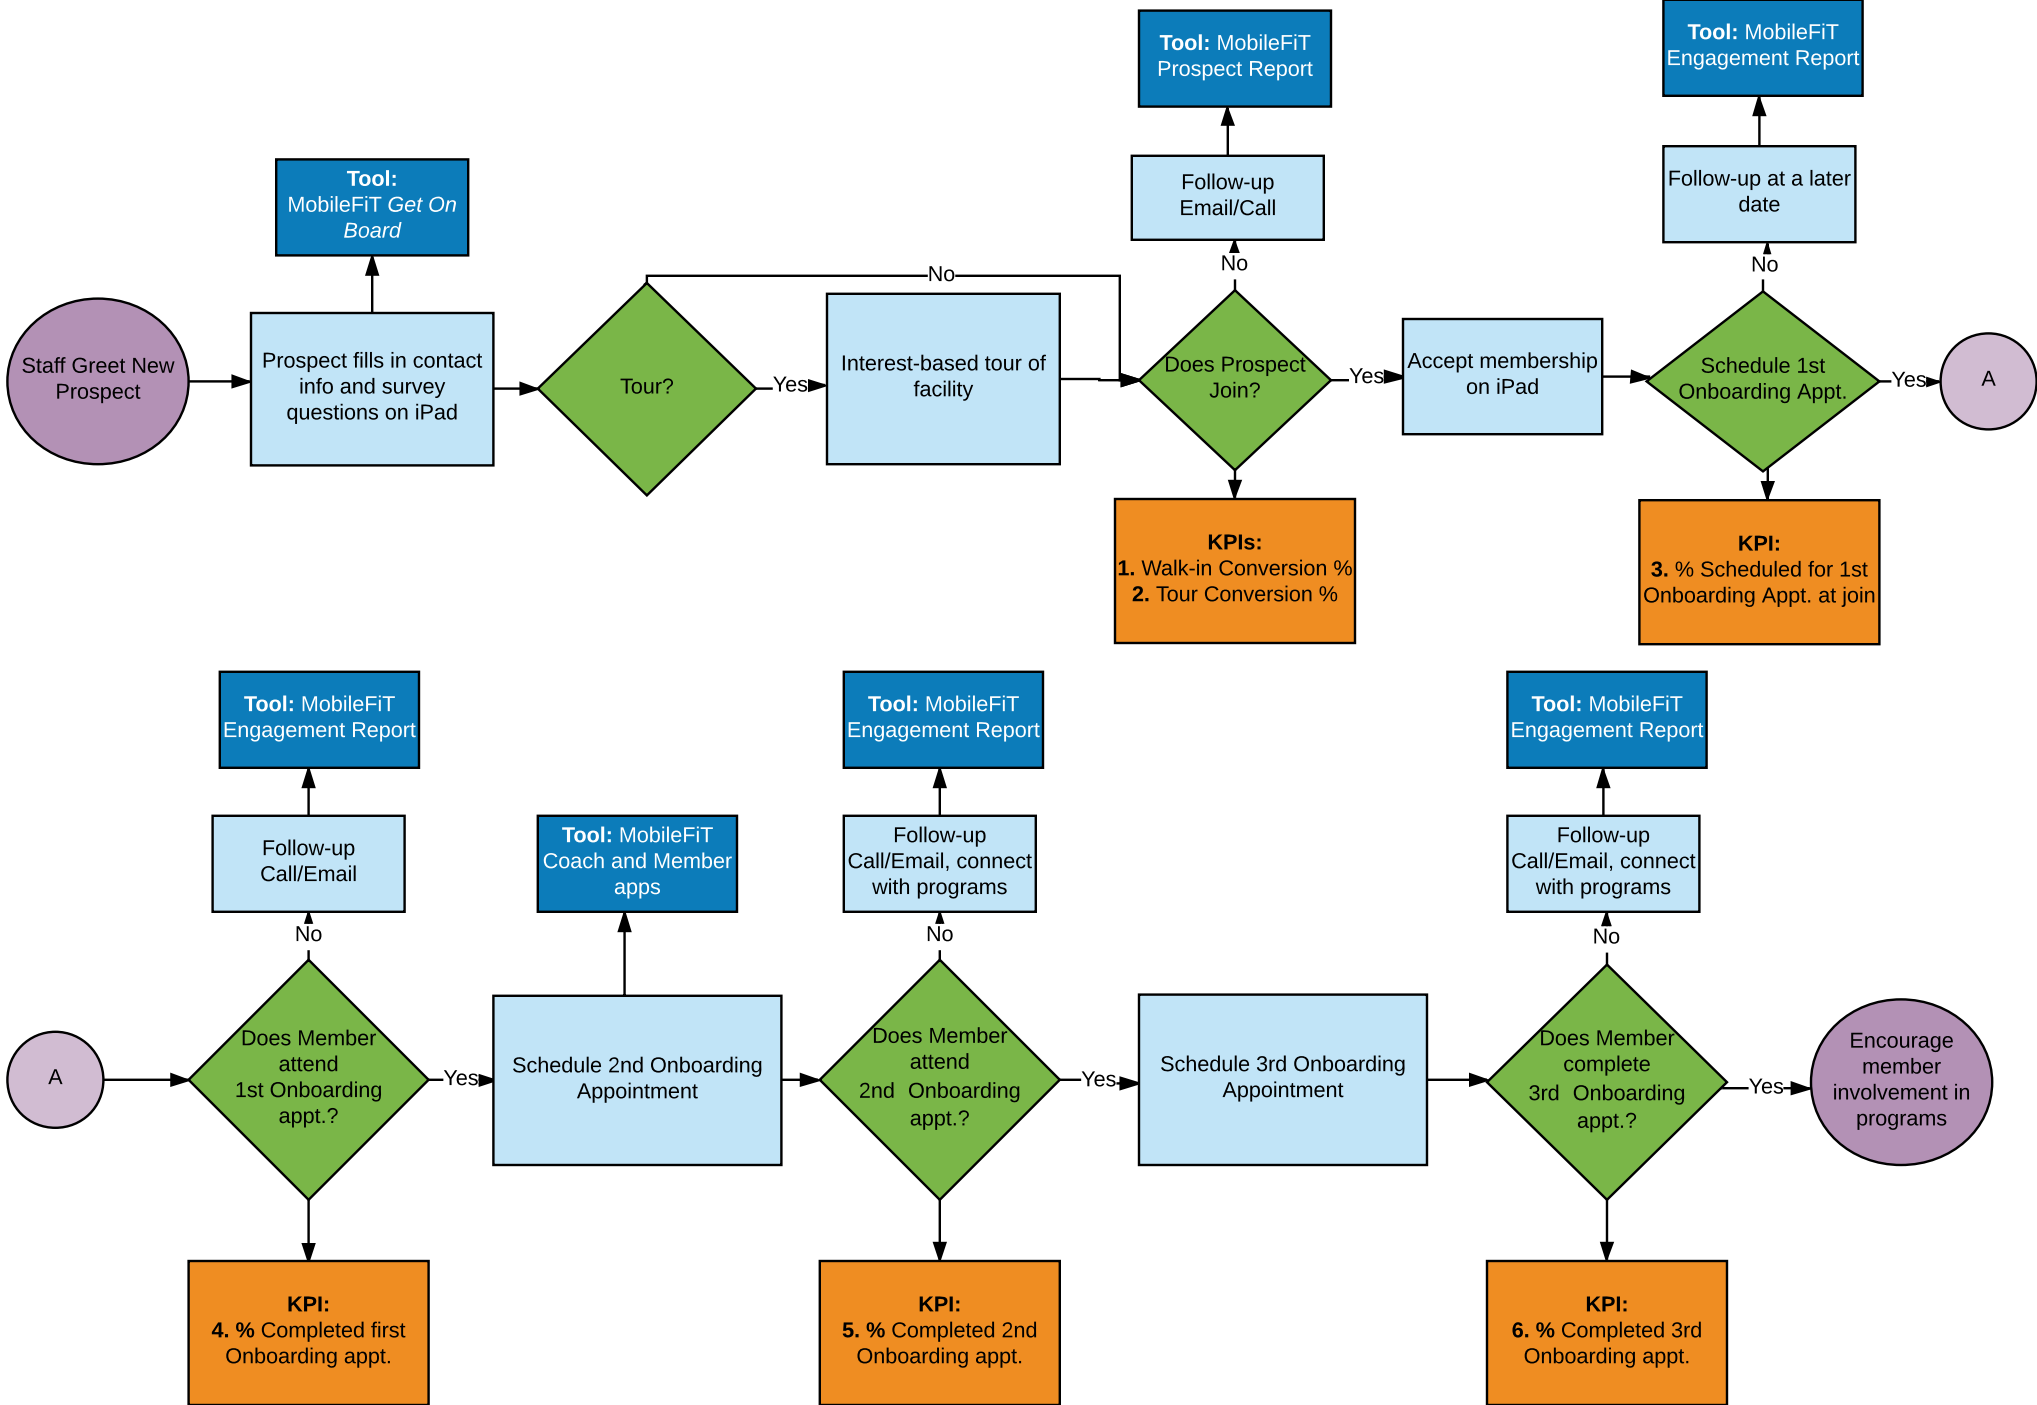 Tool: MobileFiT
Prospect Report
Tool: MobileFiT
Engagement Report
Tool:
MobileFiT Get On
Board
Follow-up
Email/Call
Follow-up at a later
date
No
No
No
Staff Greet New
Prospect
Prospect fills in contact
info and survey
questions on iPad
Tour?
Yes
Interest-based tour of
facility
Does Prospect
Join?
Yes
Accept membership
on iPad
Schedule 1st
Onboarding Appt.
Yes
A
KPIs:
1. Walk-in Conversion %
2. Tour Conversion %
KPI:
3. % Scheduled for 1st
Onboarding Appt. at join
Tool: MobileFiT
Engagement Report
Tool: MobileFiT
Engagement Report
Tool: MobileFiT
Engagement Report
Follow-up
Call/Email
Tool: MobileFiT
Coach and Member
apps
Follow-up
Call/Email, connect
with programs
Follow-up
Call/Email, connect
with programs
No
No
No
A
Does Member
attend
1st Onboarding
appt.?
Yes
Schedule 2nd Onboarding
Appointment
Does Member
attend
2nd  Onboarding
appt.?
Yes
Schedule 3rd Onboarding
Appointment
Does Member
complete
3rd  Onboarding
appt.?
Yes
Encourage
member
involvement in
programs
KPI:
4. % Completed first
Onboarding appt.
KPI:
5. % Completed 2nd
Onboarding appt.
KPI:
6. % Completed 3rd
Onboarding appt.